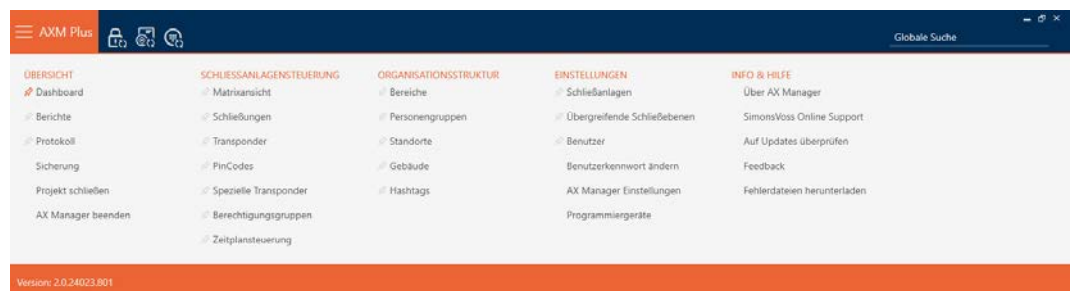 AXM Plus
Globale Suche
ÜBERSICHT
Dashboard
Berichte
Protokoll
Sicherung
Projekt schließen
AX Manager beenden
SCHLIESSANLAGENSTEUERUNG
Matrixansicht
Schließungen
Transponder
PinCodes
Spezielle Transponder
Berechtigungsgruppen
Zeitplansteuerung
ORGANISATIONSSTRUKTUR
Bereiche
Personengruppen
Standorte
Gebäude
Hashtags
EINSTELLUNGEN
Schließanlagen
Übergreifende Schließebenen
Benutzer
Benutzerkennwort ändern
AX Manager Einstellungen
Programmiergeräte
INFO & HILFE
Über AX Manager
SimonsVoss Online Support
Auf Updates überprüfen
Feedback
Fehlerdateien herunterladen
Version: 2.0.24023.801